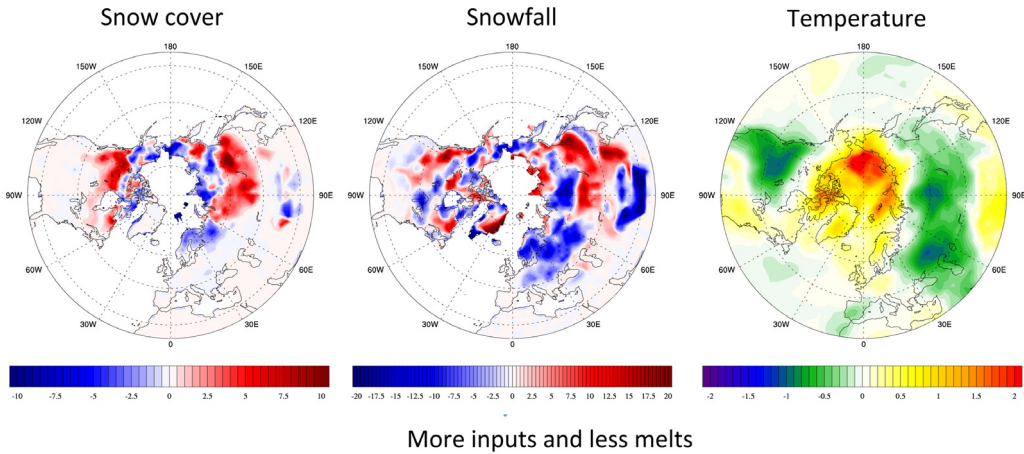 Snow cover Snowfall Temperature
180 180 180
150W 150E 150W 150E 150W 150E
120W 120E 120W 120E 120W 120E
90W 90E 90W 90E 90W 90E
60W 60E 60W 60E 60W 60E
30W 30E 30W 30E 30W 30E
0 0 0
-10 -7.5 -5 -2.5 0 2.5 5 7.5 10 -20 -17.5 -15 -12.5 -10 -7.5 -5 -2.5 0 2.5 5 7.5 10 12.5 15 17.5 20 -2 -1.5 -1 -0.5 0 0.5 1 1.5 2
More inputs and less melts